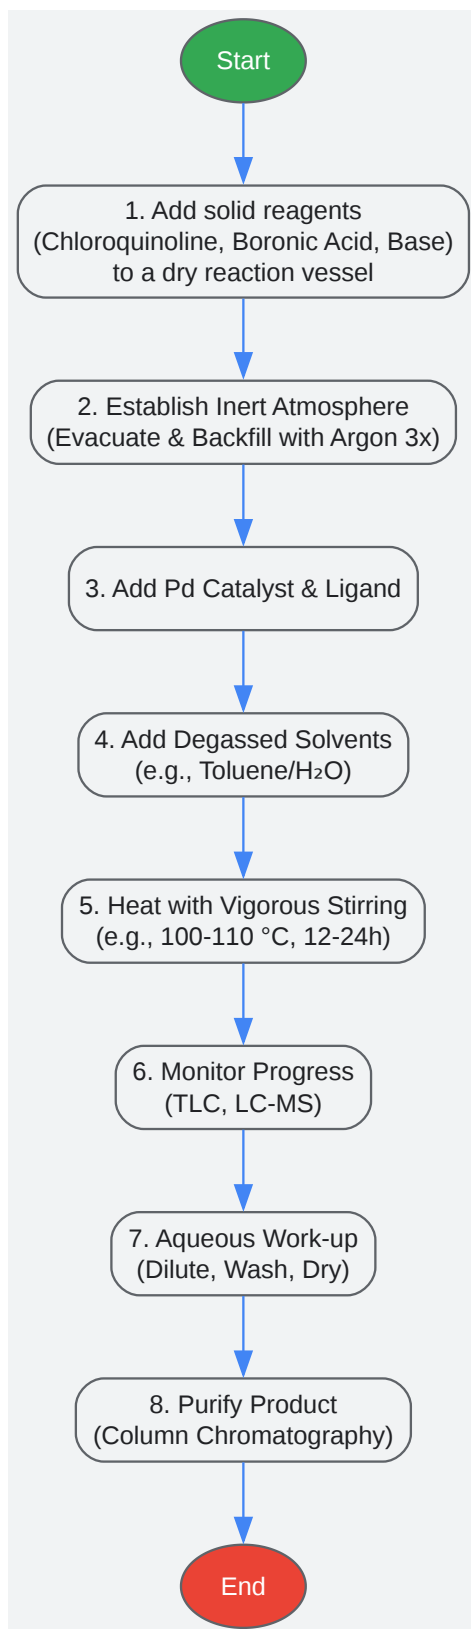 Start
1. Add solid reagents
(Chloroquinoline, Boronic Acid, Base)
to a dry reaction vessel
2. Establish Inert Atmosphere
(Evacuate & Backfill with Argon 3x)
3. Add Pd Catalyst & Ligand
4. Add Degassed Solvents
(e.g., Toluene/H₂O)
5. Heat with Vigorous Stirring
(e.g., 100-110 °C, 12-24h)
6. Monitor Progress
(TLC, LC-MS)
7. Aqueous Work-up
(Dilute, Wash, Dry)
8. Purify Product
(Column Chromatography)
End